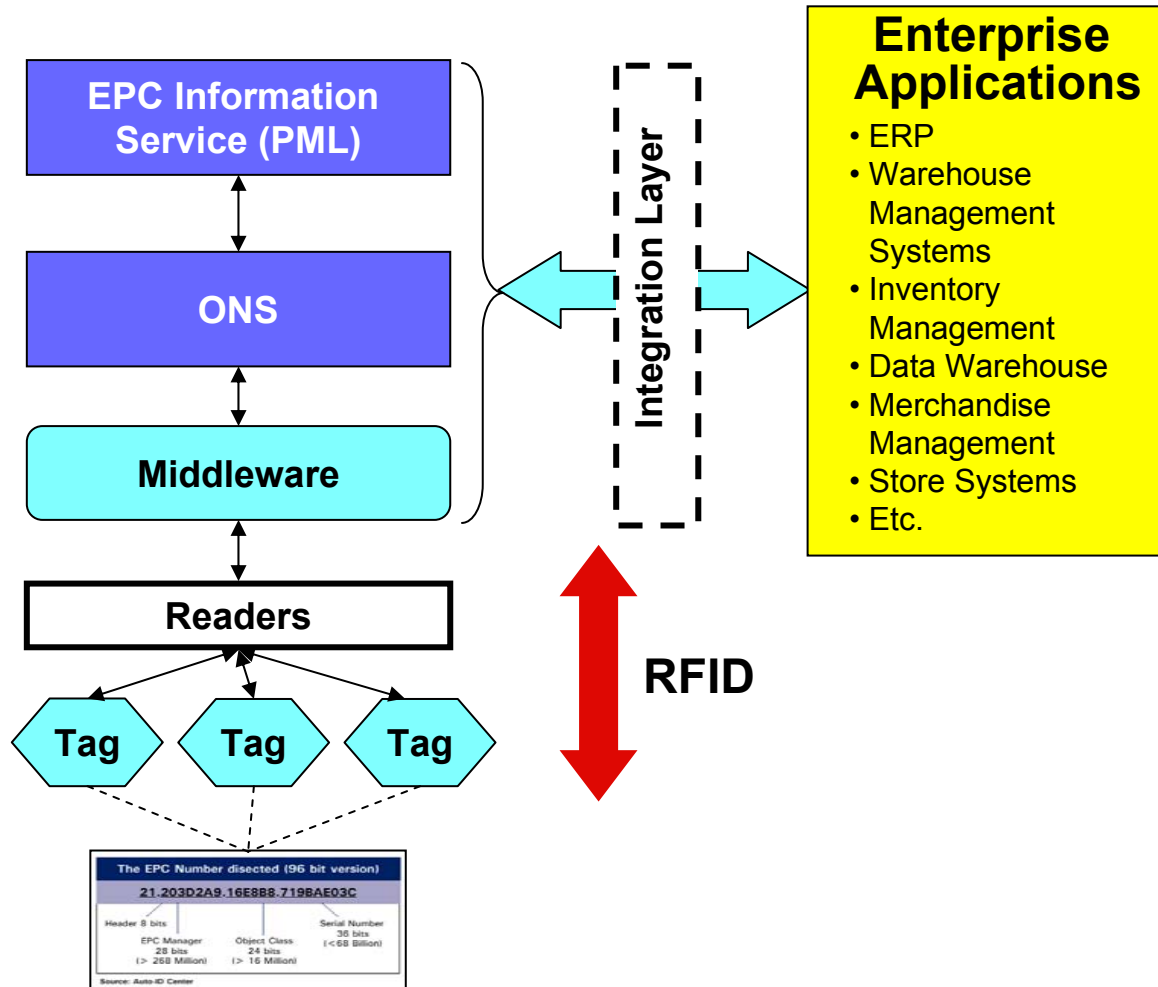 EPC Information
Service (PML)
ONS
Middleware
Readers
Tag
Tag
Tag
The EPC Number disected (96 bit version)
21.203D2A9.16E8B8.719BAE03C
Header 8 bits
EPC Manager
28 bits
(> 268 Million)
Object Class
24 bits
(> 16 Million)
Serial Number
36 bits
(<68 Billion)
Source: Auto-ID Center
Integration Layer
RFID
Enterprise
Applications
• ERP
• Warehouse
Management
Systems
• Inventory
Management
• Data Warehouse
• Merchandise
Management
• Store Systems
• Etc.